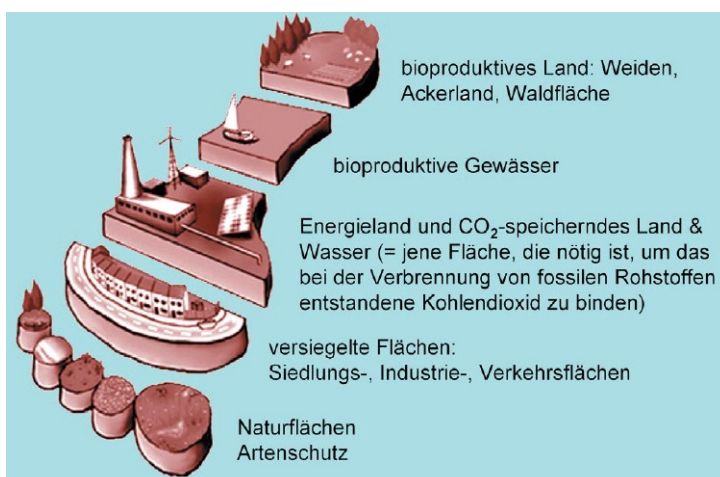 bioproduktives Land: Weiden,
Ackerland, Waldfläche
bioproduktive Gewässer
Energieland und CO₂-speicherndes Land &
Wasser (= jene Fläche, die nötig ist, um das
bei der Verbrennung von fossilen Rohstoffen
entstandene Kohlendioxid zu binden)
versiegelte Flächen:
Siedlungs-, Industrie-, Verkehrsflächen
Naturflächen
Artenschutz